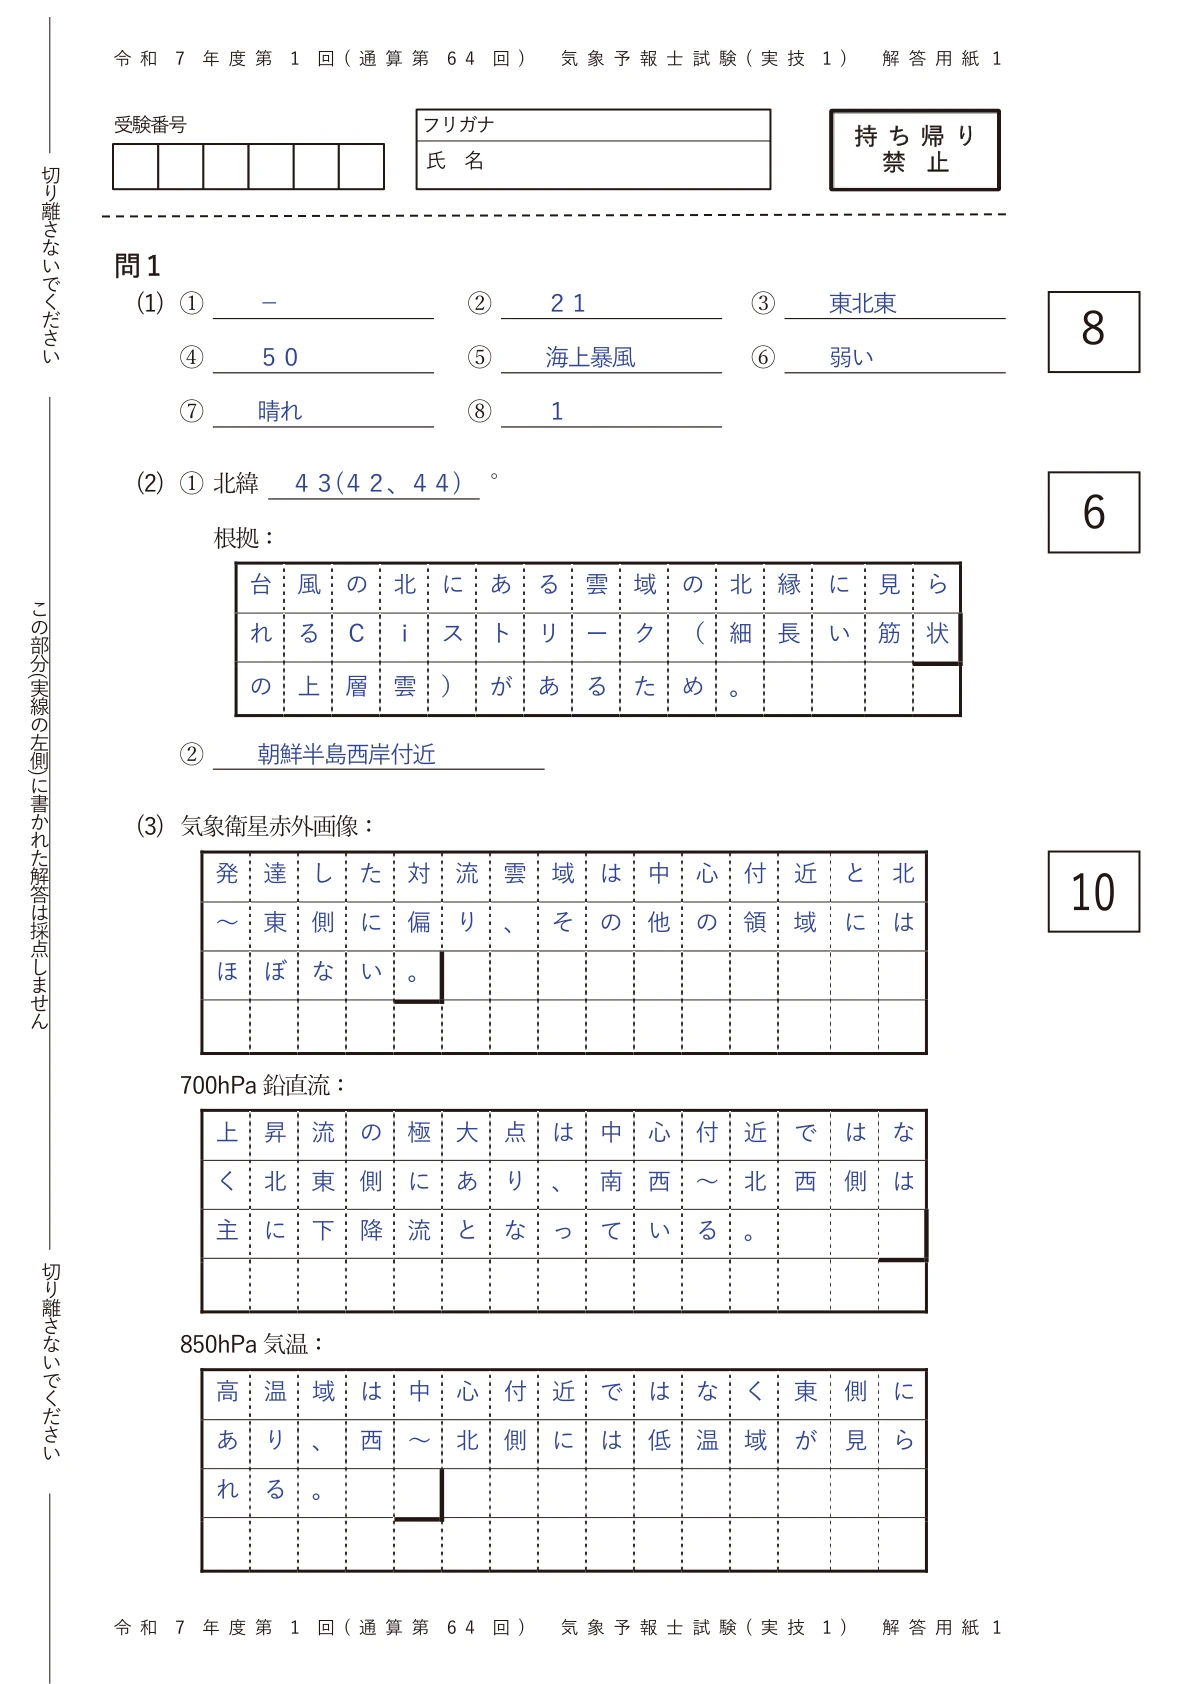 令和 7 年度第 1 回(通算第 64 回) 気象予報士試験(実技 1) 解答用紙 1
受験番号
フリガナ
氏 名
持ち帰り
禁 止
切り離さないでください
この部分(実線の左側)に書かれた解答は採点しません
切り離さないでください
問1
(1) ① − ② 21 ③ 東北東
8
④ 50 ⑤ 海上暴風 ⑥ 弱い
⑦ 晴れ ⑧ 1
(2) ① 北緯 43(42、44) °
6
根拠：
台風の北にある雲域の北縁に見ら
れるCiストリーク(細長い筋状
の上層雲)があるため。
② 朝鮮半島西岸付近
(3) 気象衛星赤外画像：
10
発達した対流雲域は中心付近と北
～東側に偏り、その他の領域には
ほぼない。
700hPa 鉛直流：
上昇流の極大点は中心付近ではな
く北東側にあり、南西～北西側は
主に下降流となっている。
850hPa 気温：
高温域は中心付近ではなく東側に
あり、西～北側には低温域が見ら
れる。
令和 7 年度第 1 回(通算第 64 回) 気象予報士試験(実技 1) 解答用紙 1